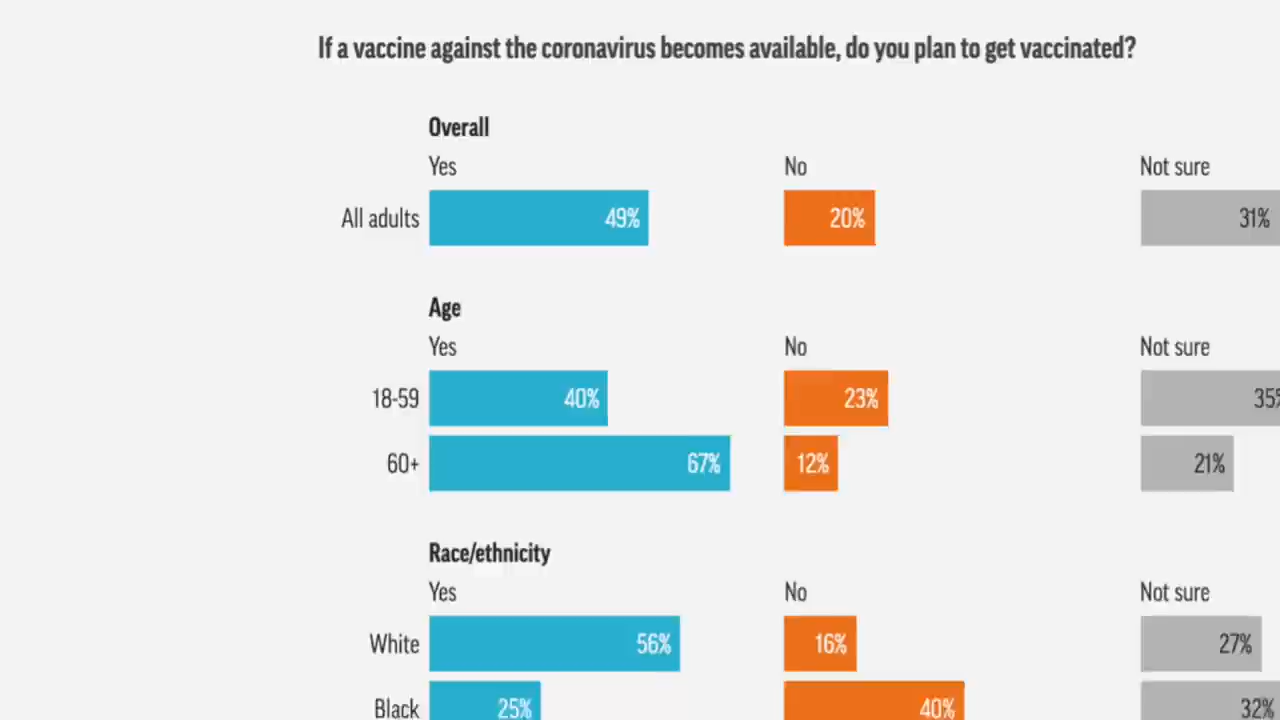 If a vaccine against the coronavirus becomes available, do you plan to get vaccinated?
Overall
Yes No Not sure
All adults 49% 20% 31%
Age
Yes No Not sure
18-59 40% 23% 35%
60+ 67% 12% 21%
Race/ethnicity
Yes No Not sure
White 56% 16% 27%
Black 25% 40% 32%